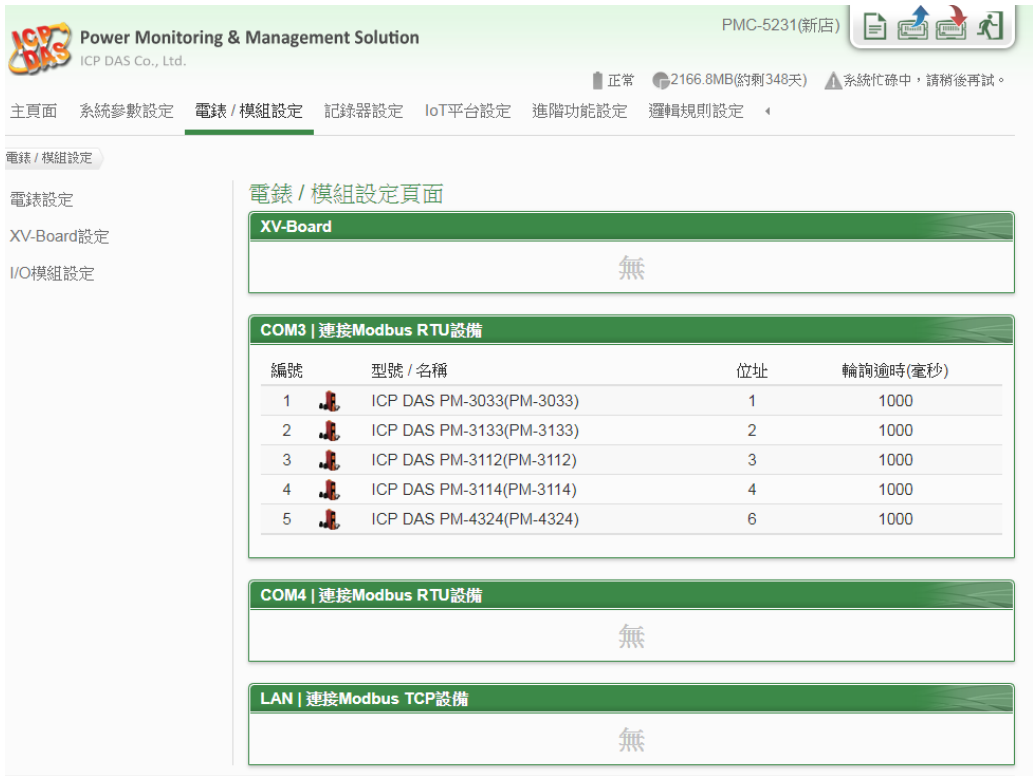 ICP DAS
Power Monitoring & Management Solution
ICP DAS Co., Ltd.
PMC-5231(新店)
正常 2166.8MB(約剩348天) 系統忙碌中，請稍後再試。
主頁面 系統參數設定 電錶 / 模組設定 記錄器設定 IoT平台設定 進階功能設定 邏輯規則設定
電錶 / 模組設定
電錶設定
XV-Board設定
I/O模組設定
電錶 / 模組設定頁面
XV-Board
無
COM3 | 連接Modbus RTU設備
編號 型號 / 名稱 位址 輪詢逾時(毫秒)
1 ICP DAS PM-3033(PM-3033) 1 1000
2 ICP DAS PM-3133(PM-3133) 2 1000
3 ICP DAS PM-3112(PM-3112) 3 1000
4 ICP DAS PM-3114(PM-3114) 4 1000
5 ICP DAS PM-4324(PM-4324) 6 1000
COM4 | 連接Modbus RTU設備
無
LAN | 連接Modbus TCP設備
無